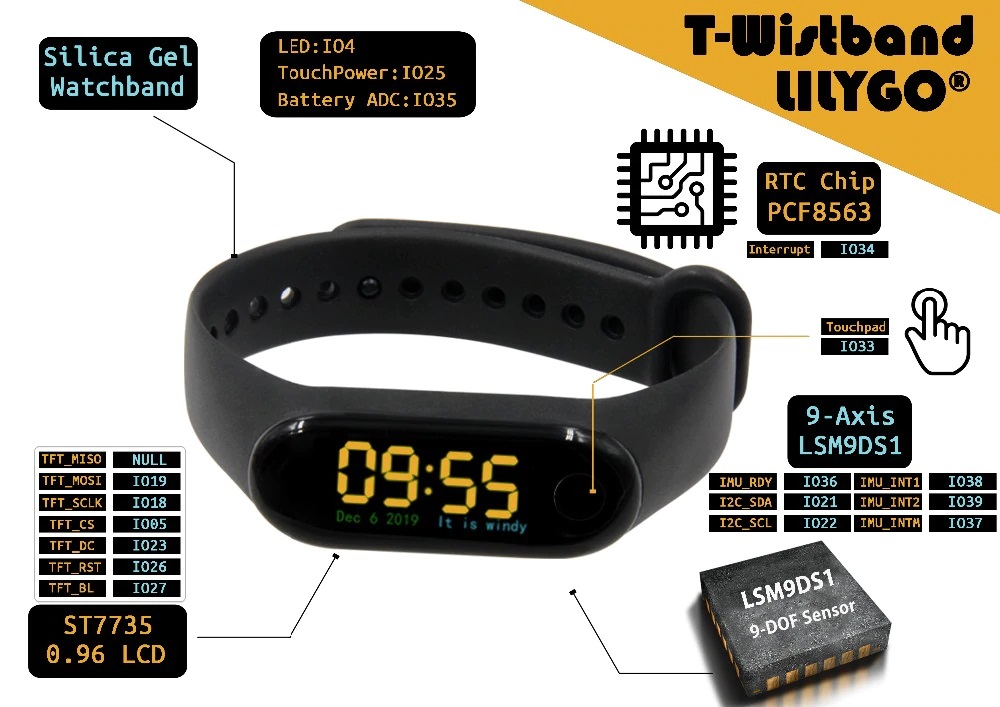 T-Wristband
LILYGO®
Silica Gel
Watchband
LED:IO4
TouchPower:IO25
Battery ADC:IO35
RTC Chip
PCF8563
Interrupt IO34
Touchpad
IO33
9-Axis
LSM9DS1
IMU_RDY IO36 IMU_INT1 IO38
I2C_SDA IO21 IMU_INT2 IO39
I2C_SCL IO22 IMU_INTM IO37
09:55
Dec 6 2019 It is windy
TFT_MISO NULL
TFT_MOSI IO19
TFT_SCLK IO18
TFT_CS IO05
TFT_DC IO23
TFT_RST IO26
TFT_BL IO27
ST7735
0.96 LCD
LSM9DS1
9-DOF Sensor